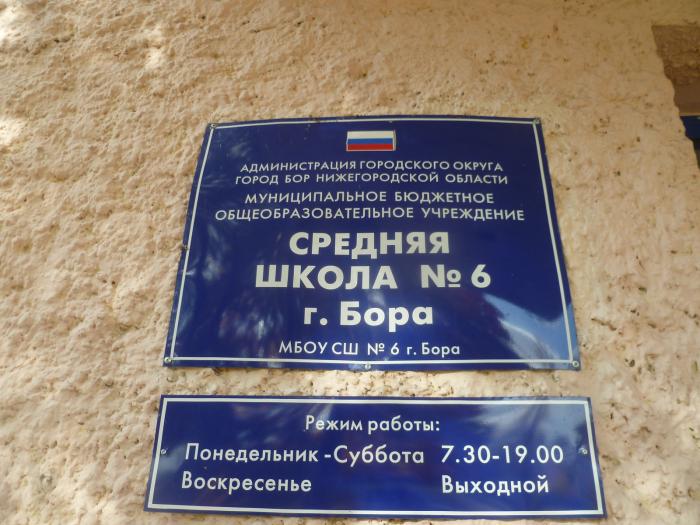 АДМИНИСТРАЦИЯ ГОРОДСКОГО ОКРУГА
ГОРОД БОР НИЖЕГОРОДСКОЙ ОБЛАСТИ
МУНИЦИПАЛЬНОЕ БЮДЖЕТНОЕ
ОБЩЕОБРАЗОВАТЕЛЬНОЕ УЧРЕЖДЕНИЕ
СРЕДНЯЯ
ШКОЛА № 6
г. Бора
МБОУ СШ № 6 г. Бора
Режим работы:
Понедельник -Суббота 7.30-19.00
Воскресенье Выходной